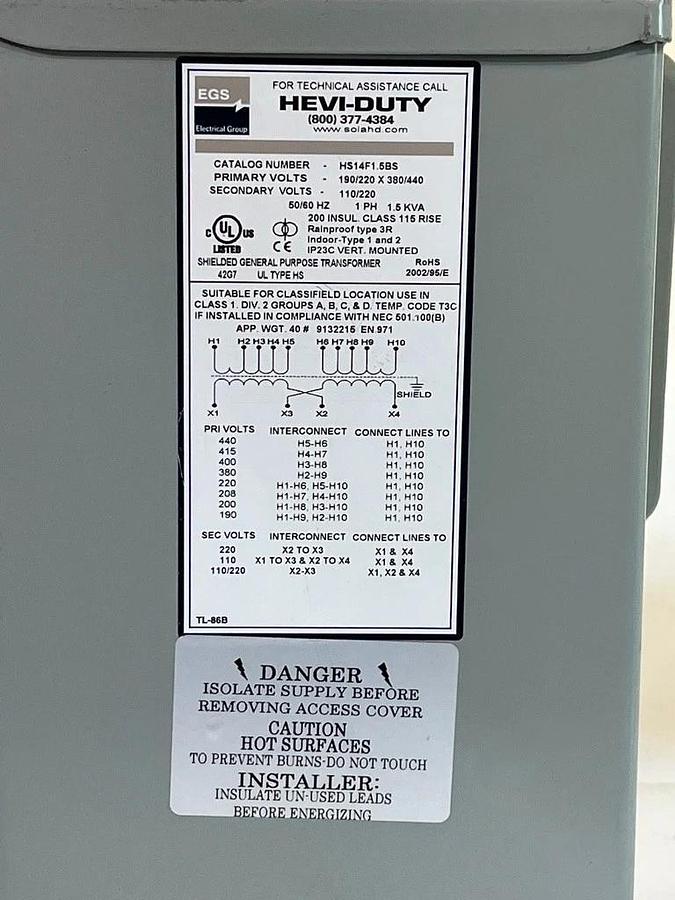 EGS
Electrical Group
FOR TECHNICAL ASSISTANCE CALL
HEVI-DUTY
(800) 377-4384
www.solahd.com
CATALOG NUMBER - HS14F1.5BS
PRIMARY VOLTS - 190/220 X 380/440
SECONDARY VOLTS - 110/220
50/60 HZ 1 PH 1.5 KVA
200 INSUL. CLASS 115 RISE
Rainproof type 3R
Indoor-Type 1 and 2
IP23C VERT. MOUNTED
C UL US
LISTED
CE
SHIELDED GENERAL PURPOSE TRANSFORMER RoHS
42G7 UL TYPE HS 2002/95/E
SUITABLE FOR CLASSIFIELD LOCATION USE IN
CLASS 1. DIV. 2 GROUPS A, B, C, & D. TEMP. CODE T3C
IF INSTALLED IN COMPLIANCE WITH NEC 501.100(B)
APP. WGT. 40 # 9132215 EN.971
H1 H2 H3 H4 H5 H6 H7 H8 H9 H10
SHIELD
X1 X3 X2 X4
PRI VOLTS INTERCONNECT CONNECT LINES TO
440 H5-H6 H1, H10
415 H4-H7 H1, H10
400 H3-H8 H1, H10
380 H2-H9 H1, H10
220 H1-H6, H5-H10 H1, H10
208 H1-H7, H4-H10 H1, H10
200 H1-H8, H3-H10 H1, H10
190 H1-H9, H2-H10 H1, H10
SEC VOLTS INTERCONNECT CONNECT LINES TO
220 X2 TO X3 X1 & X4
110 X1 TO X3 & X2 TO X4 X1 & X4
110/220 X2-X3 X1, X2 & X4
TL-86B
DANGER
ISOLATE SUPPLY BEFORE
REMOVING ACCESS COVER
CAUTION
HOT SURFACES
TO PREVENT BURNS-DO NOT TOUCH
INSTALLER:
INSULATE UN-USED LEADS
BEFORE ENERGIZING